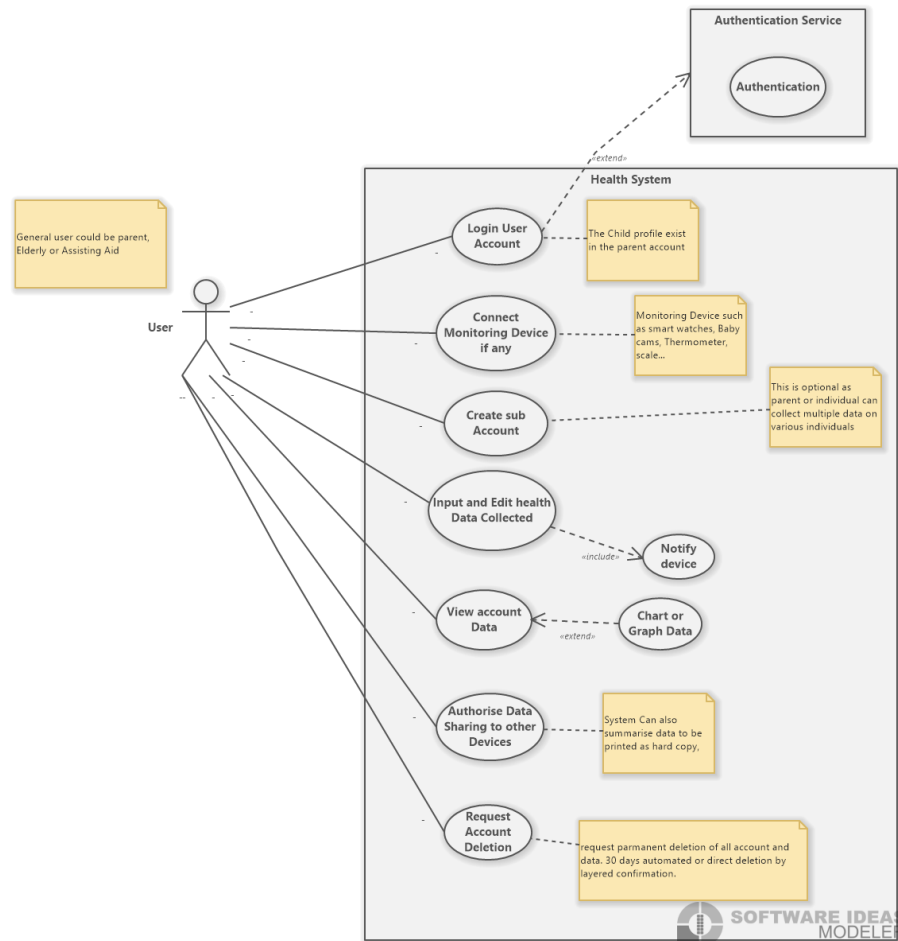 Authentication Service
Authentication
«extend»
Health System
General user could be parent,
Elderly or Assisting Aid
Login User
Account
The Child profile exist
in the parent account
User
Connect
Monitoring Device
if any
Monitoring Device such
as smart watches, Baby
cams, Thermometer,
scale...
Create sub
Account
This is optional as
parent or individual can
collect multiple data on
various individuals
Input and Edit health
Data Collected
«include»
Notify
device
View account
Data
«extend»
Chart or
Graph Data
Authorise Data
Sharing to other
Devices
System Can also
summarise data to be
printed as hard copy,
Request
Account
Deletion
request parmanent deletion of all account and
data. 30 days automated or direct deletion by
layered confirmation.
SOFTWARE IDEAS
MODELER